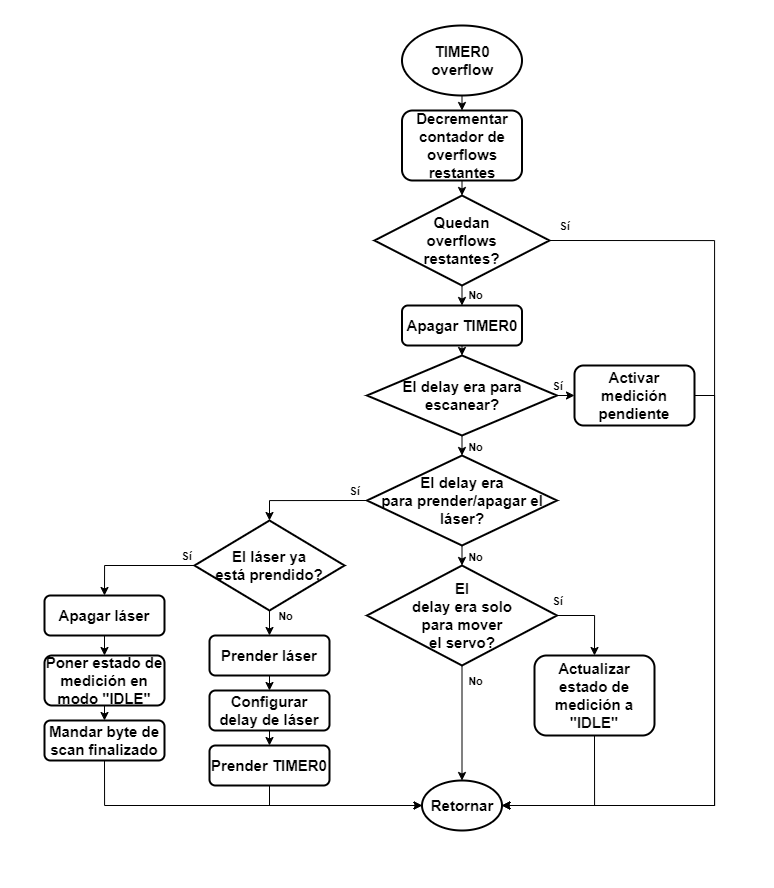 TIMER0
overflow
Decrementar
contador de
overflows
restantes
Quedan
overflows
restantes?
Sí
No
Apagar TIMER0
El delay era para
escanear?
Sí
Activar
medición
pendiente
No
El delay era
para prender/apagar el
láser?
Sí
No
El láser ya
está prendido?
Sí
No
Apagar láser
Poner estado de
medición en
modo "IDLE"
Mandar byte de
scan finalizado
Prender láser
Configurar
delay de láser
Prender TIMER0
El
delay era solo
para mover
el servo?
Sí
No
Actualizar
estado de
medición a
"IDLE"
Retornar